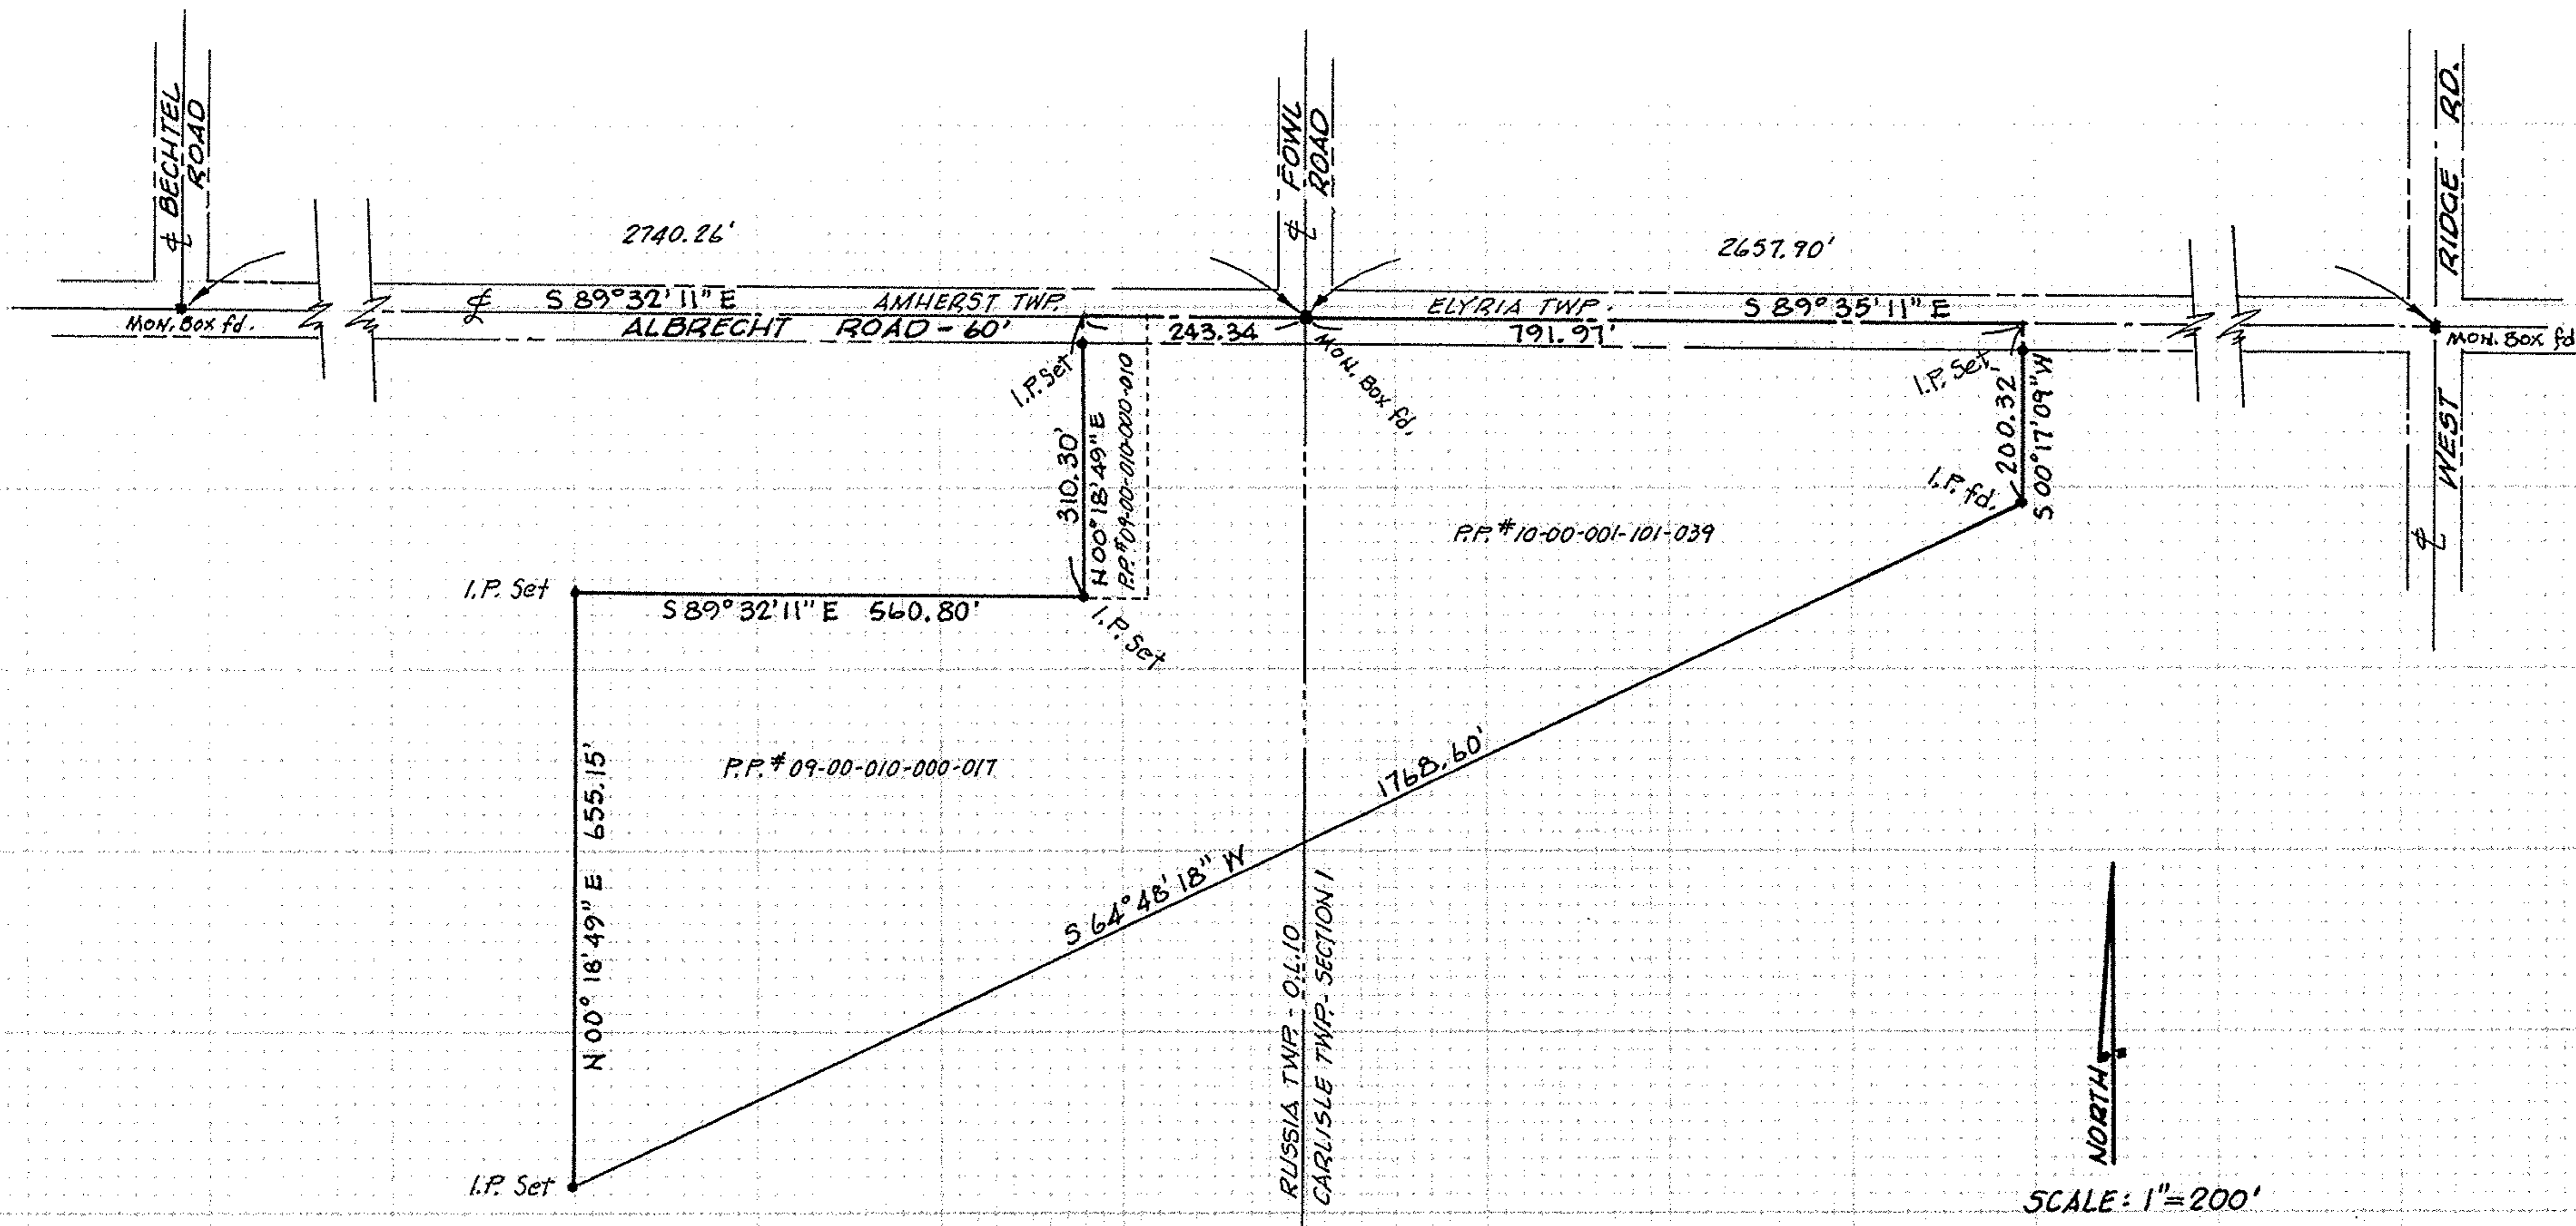 ℄ BECHTEL
ROAD
℄ FOWL
ROAD
RIDGE RD.
2740.26'
2657.90'
℄ S 89°32'11" E AMHERST TWP.
ELYRIA TWP. S 89°35'11" E
MON. BOX fd.
ALBRECHT ROAD - 60'
243.34
791.97'
MON. BOX fd.
MON. BOX fd
I.P. Set
I.P. Set
310.30'
N 00°18'49" E
P.P.#09-00-010-000-010
200.32
S 00°17'09" W
℄ WEST
I.P. fd.
P.P.# 10-00-001-101-039
I.P. Set
S 89°32'11" E 560.80'
I.P. Set
P.P.# 09-00-010-000-017
N 00°18'49" E 655.15'
1768.60'
S 64°48'18" W
RUSSIA TWP. - O.L.10
CARLISLE TWP. - SECTION 1
NORTH
I.P. Set
SCALE: 1"=200'